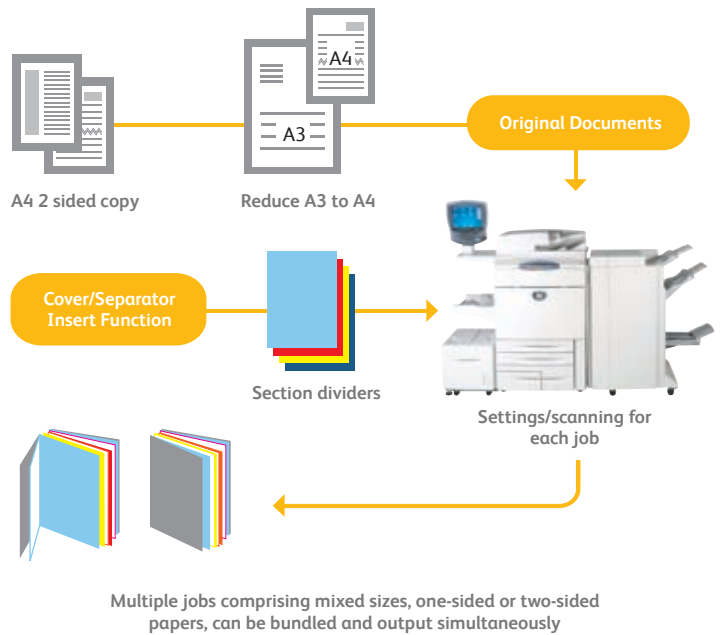 A4
A3
Original Documents
A4 2 sided copy
Reduce A3 to A4
Cover/Separator
Insert Function
Section dividers
Settings/scanning for
each job
Multiple jobs comprising mixed sizes, one-sided or two-sided
papers, can be bundled and output simultaneously